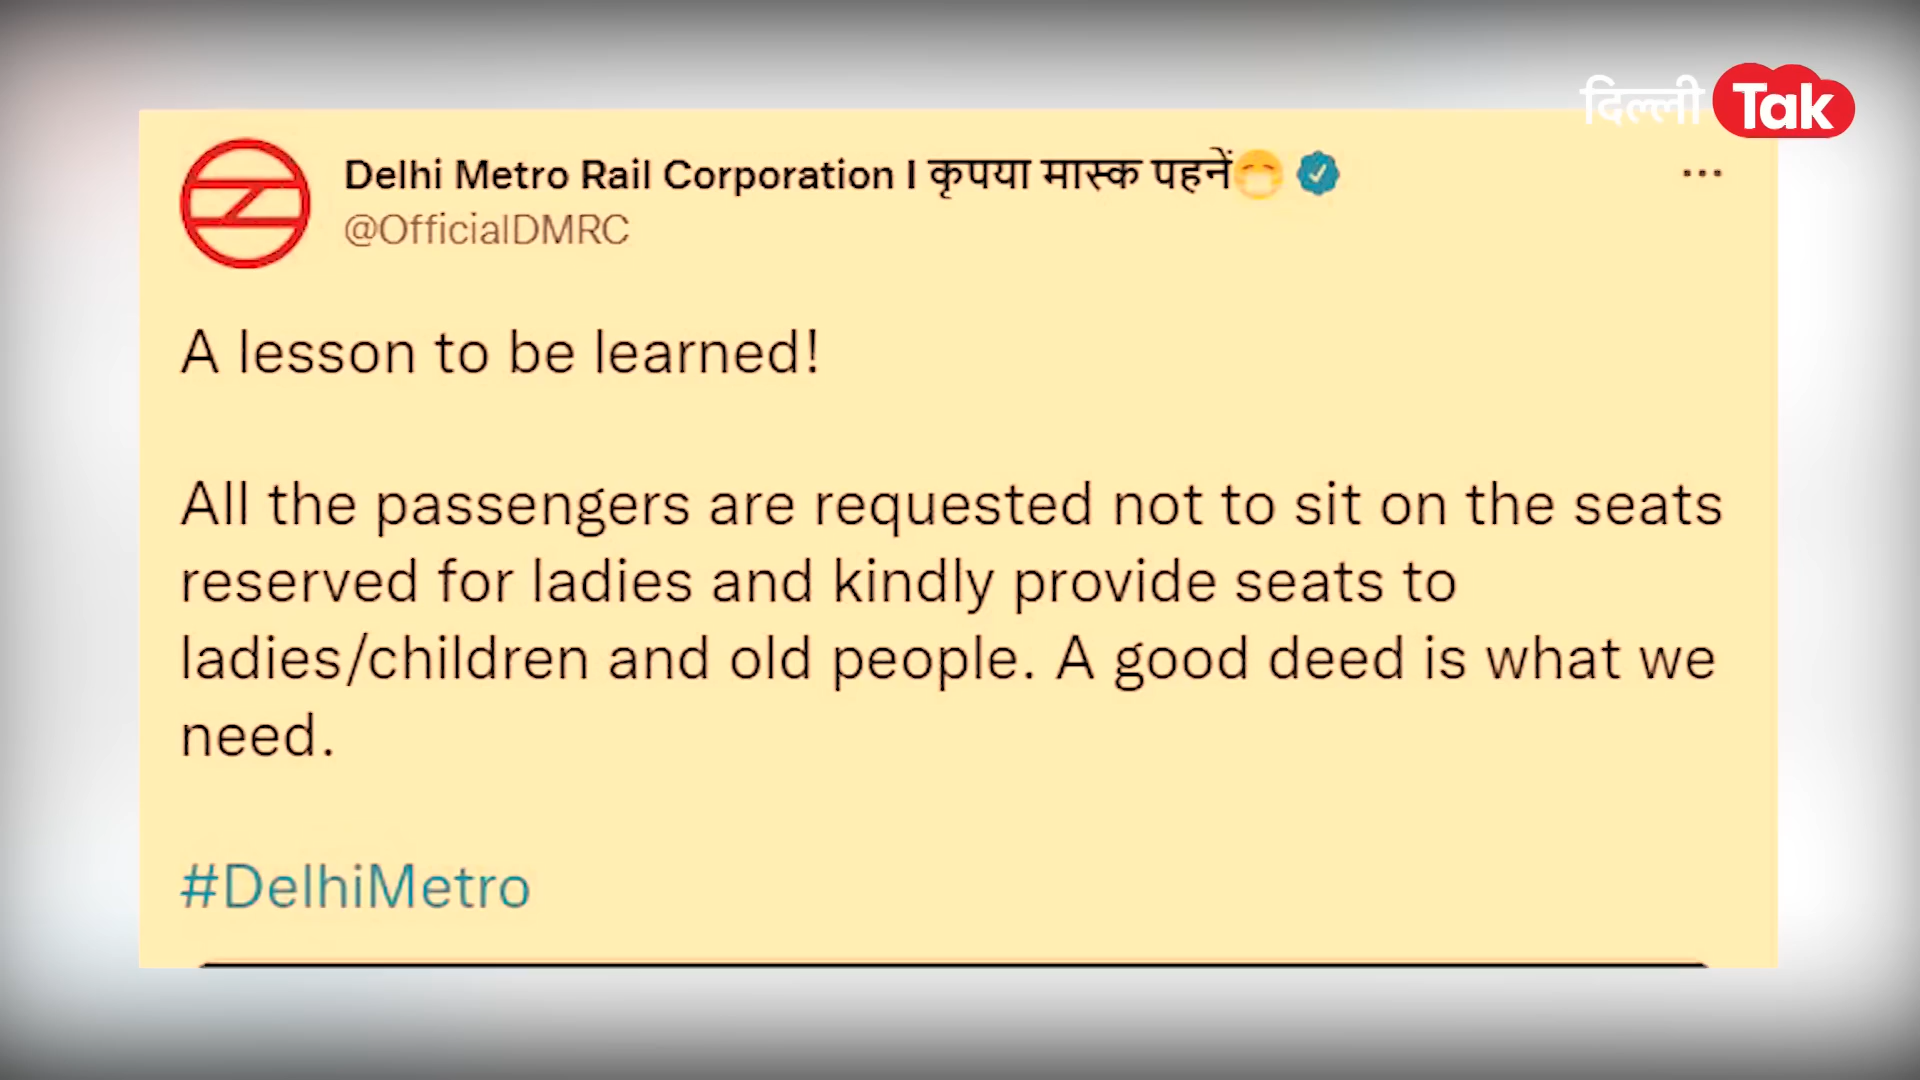 दिल्ली Tak
Delhi Metro Rail Corporation I कृपया मास्क पहनें
@OfficialDMRC
A lesson to be learned!
All the passengers are requested not to sit on the seats
reserved for ladies and kindly provide seats to
ladies/children and old people. A good deed is what we
need.
#DelhiMetro